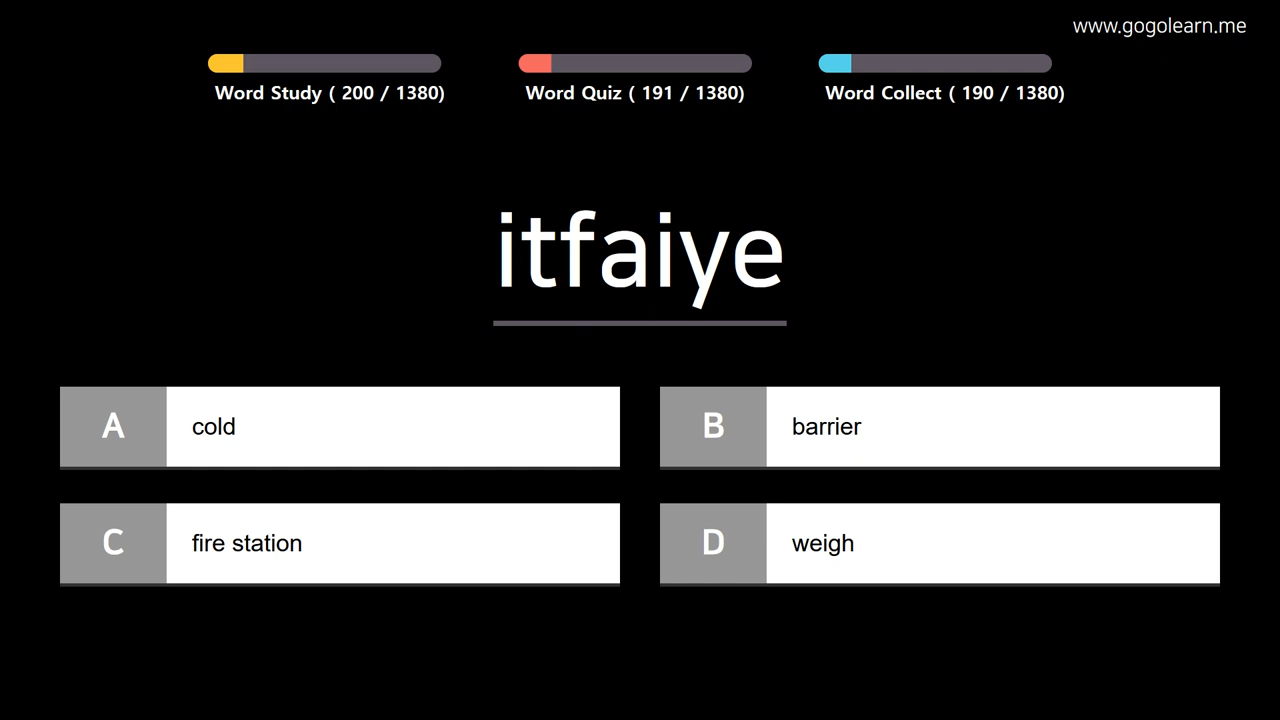 www.gogolearn.me
Word Study ( 200 / 1380)
Word Quiz ( 191 / 1380)
Word Collect ( 190 / 1380)
itfaiye
A cold
B barrier
C fire station
D weigh